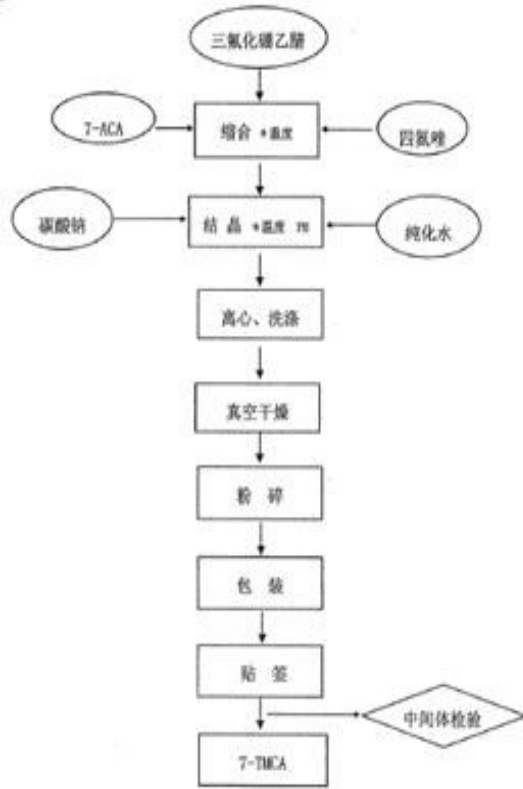 三氟化硼乙腈
7-ACA
缩合 *温度
四氮唑
碳酸钠
结 晶 *温度 PH
纯化水
离心、洗涤
真空干燥
粉 碎
包 装
贴 签
中间体检验
7-TMCA